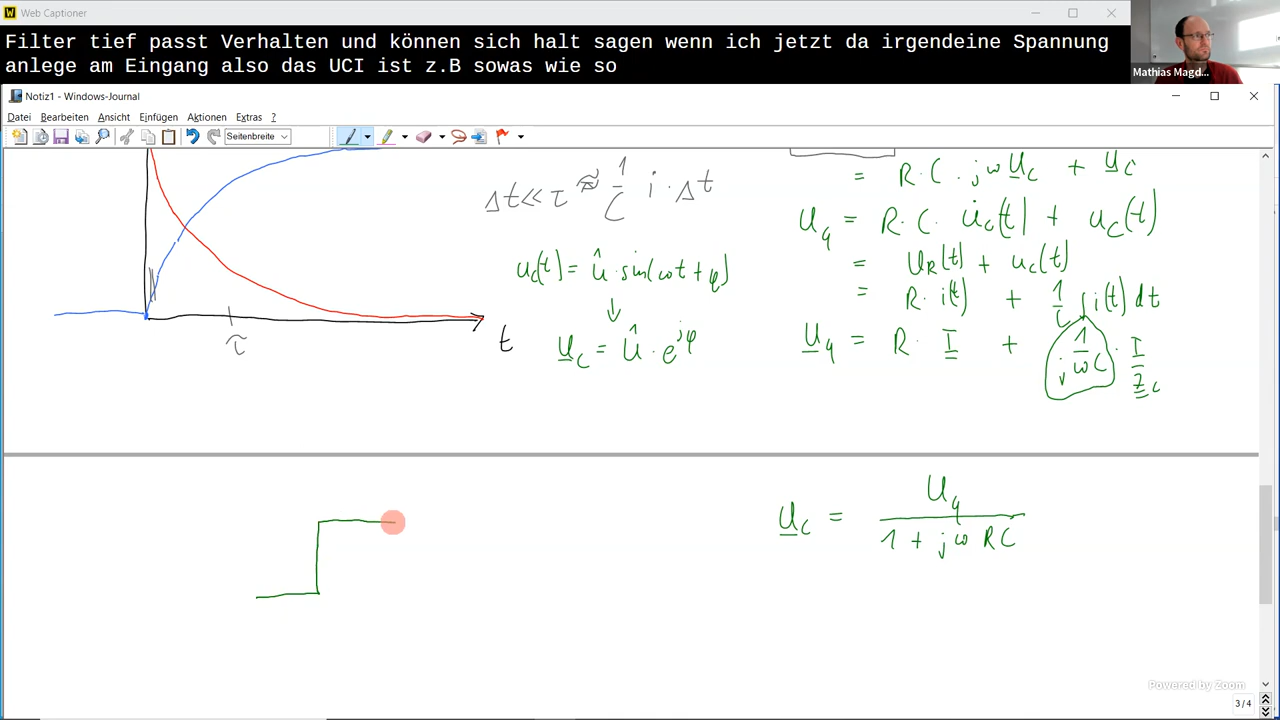 Web Captioner
Filter tief passt Verhalten und können sich halt sagen wenn ich jetzt da irgendeine Spannung
anlege am Eingang also das UCI ist z.B sowas wie so
Mathias Magd...
Notiz1 - Windows-Journal
Datei Bearbeiten Ansicht Einfügen Aktionen Extras ?
Seitenbreite
= R · C · jω U_C + U_C
Δt << τ ≈ 1/C i · Δt
U_q = R · C · u̇_C(t) + u_C(t)
u_C(t) = û · sin(ωt + φ)
= u_R(t) + u_C(t)
= R · i(t) + 1/C ∫ i(t) dt
↓
U_C = û · e^jφ
U_q = R · I + 1/jωC · I
Z_C
τ
t
U_C = U_q / 1 + jω RC
Powered by Zoom
3 / 4